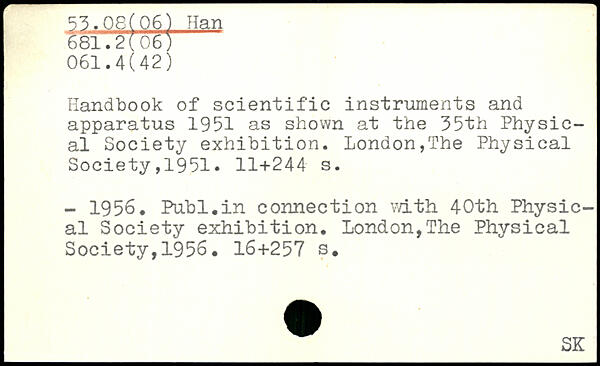 53.08(06) Han
681.2(06)
061.4(42)
Handbook of scientific instruments and
apparatus 1951 as shown at the 35th Physic-
al Society exhibition. London,The Physical
Society,1951. 11+244 s.
- 1956. Publ.in connection with 40th Physic-
al Society exhibition. London,The Physical
Society,1956. 16+257 s.
SK